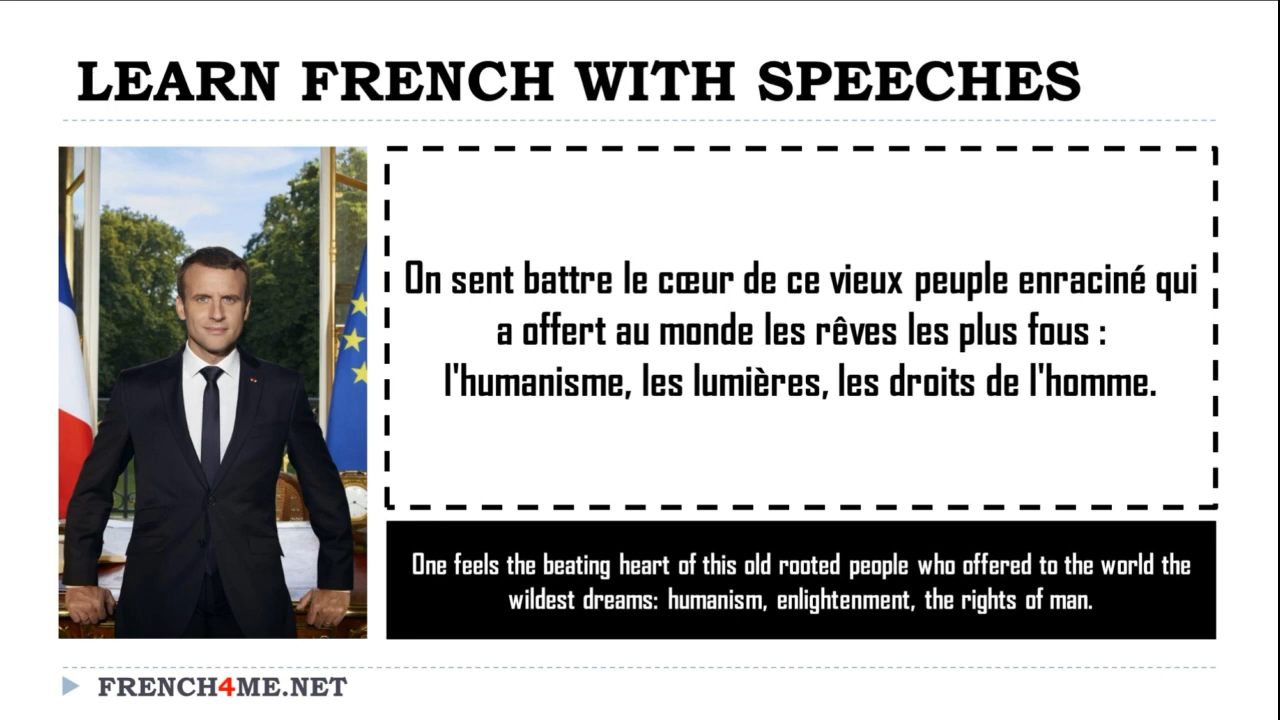 LEARN FRENCH WITH SPEECHES
On sent battre le cœur de ce vieux peuple enraciné qui
a offert au monde les rêves les plus fous :
l'humanisme, les lumières, les droits de l'homme.
One feels the beating heart of this old rooted people who offered to the world the
wildest dreams: humanism, enlightenment, the rights of man.
FRENCH4ME.NET